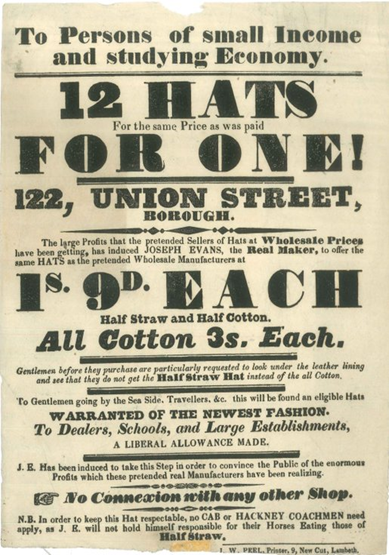 To Persons of small Income
and studying Economy.
12 HATS
For the same Price as was paid
FOR ONE!
122, UNION STREET,
BOROUGH.
The large Profits that the pretended Sellers of Hats at Wholesale Prices
have been getting, has induced JOSEPH EVANS, the Real Maker, to offer the
same HATS as the pretended Wholesale Manufacturers at
1S. 9D. EACH
Half Straw and Half Cotton.
All Cotton 3s. Each.
Gentlemen before they purchase are particularly requested to look under the leather lining
and see that they do not get the Half Straw Hat instead of the all Cotton.
To Gentlemen going by the Sea Side, Travellers, &c. this will be found an eligible Hats
WARRANTED OF THE NEWEST FASHION.
To Dealers, Schools, and Large Establishments,
A LIBERAL ALLOWANCE MADE.
J. E. Has been induced to take this Step in order to convince the Public of the enormous
Profits which these pretended real Manufacturers have been realizing.
☞ No Connexion with any other Shop.
N.B. In order to keep this Hat respectable, no CAB or HACKNEY COACHMEN need
apply, as J. E. will not hold himself responsible for their Horses Eating those of
Half Straw.
W. PEEL, Printer, 9, New Cut, Lambeth.